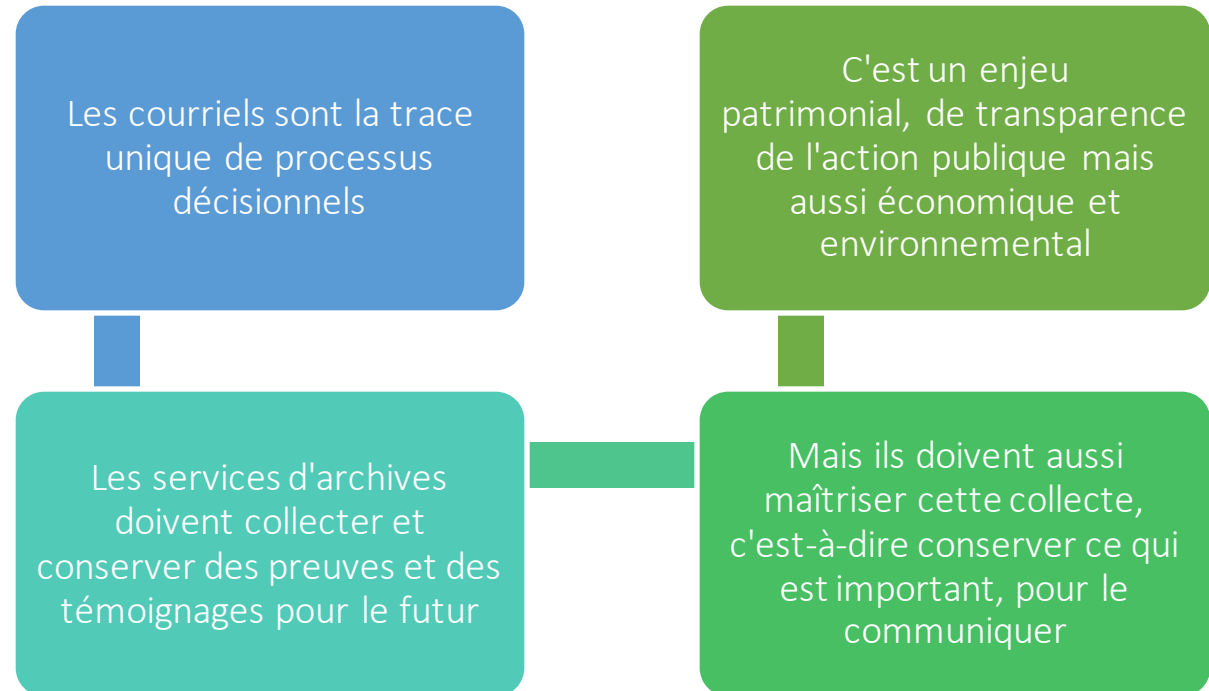 Les courriels sont la trace
unique de processus
décisionnels
Les services d'archives
doivent collecter et
conserver des preuves et des
témoignages pour le futur
Mais ils doivent aussi
maîtriser cette collecte,
c'est-à-dire conserver ce qui
est important, pour le
communiquer
C'est un enjeu
patrimonial, de transparence
de l'action publique mais
aussi économique et
environnemental